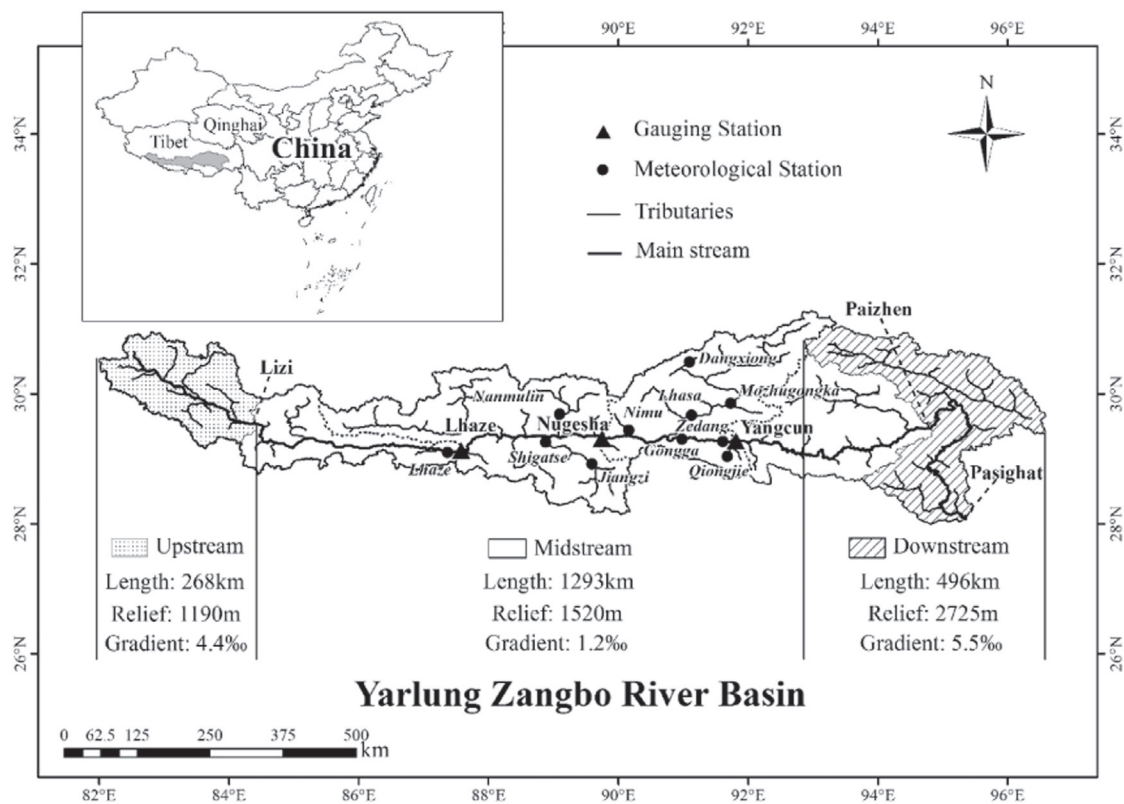 90°E 92°E 94°E 96°E
34°N
32°N
30°N
28°N
26°N
34°N
32°N
30°N
28°N
26°N
Qinghai
Tibet
China
N
Gauging Station
Meteorological Station
Tributaries
Main stream
Paizhen
Lizi
Dangxiong
Nanmulin
Lhasa
Mozhugongka
Nimu
Lhaze
Nugesha
Zedang
Yangcun
Lhaze
Shigatse
Gongga
Jiangzi
Qiongjie
Pasighat
Upstream
Length: 268km
Relief: 1190m
Gradient: 4.4‰
Midstream
Length: 1293km
Relief: 1520m
Gradient: 1.2‰
Downstream
Length: 496km
Relief: 2725m
Gradient: 5.5‰
Yarlung Zangbo River Basin
0 62.5 125 250 375 500
km
82°E 84°E 86°E 88°E 90°E 92°E 94°E 96°E